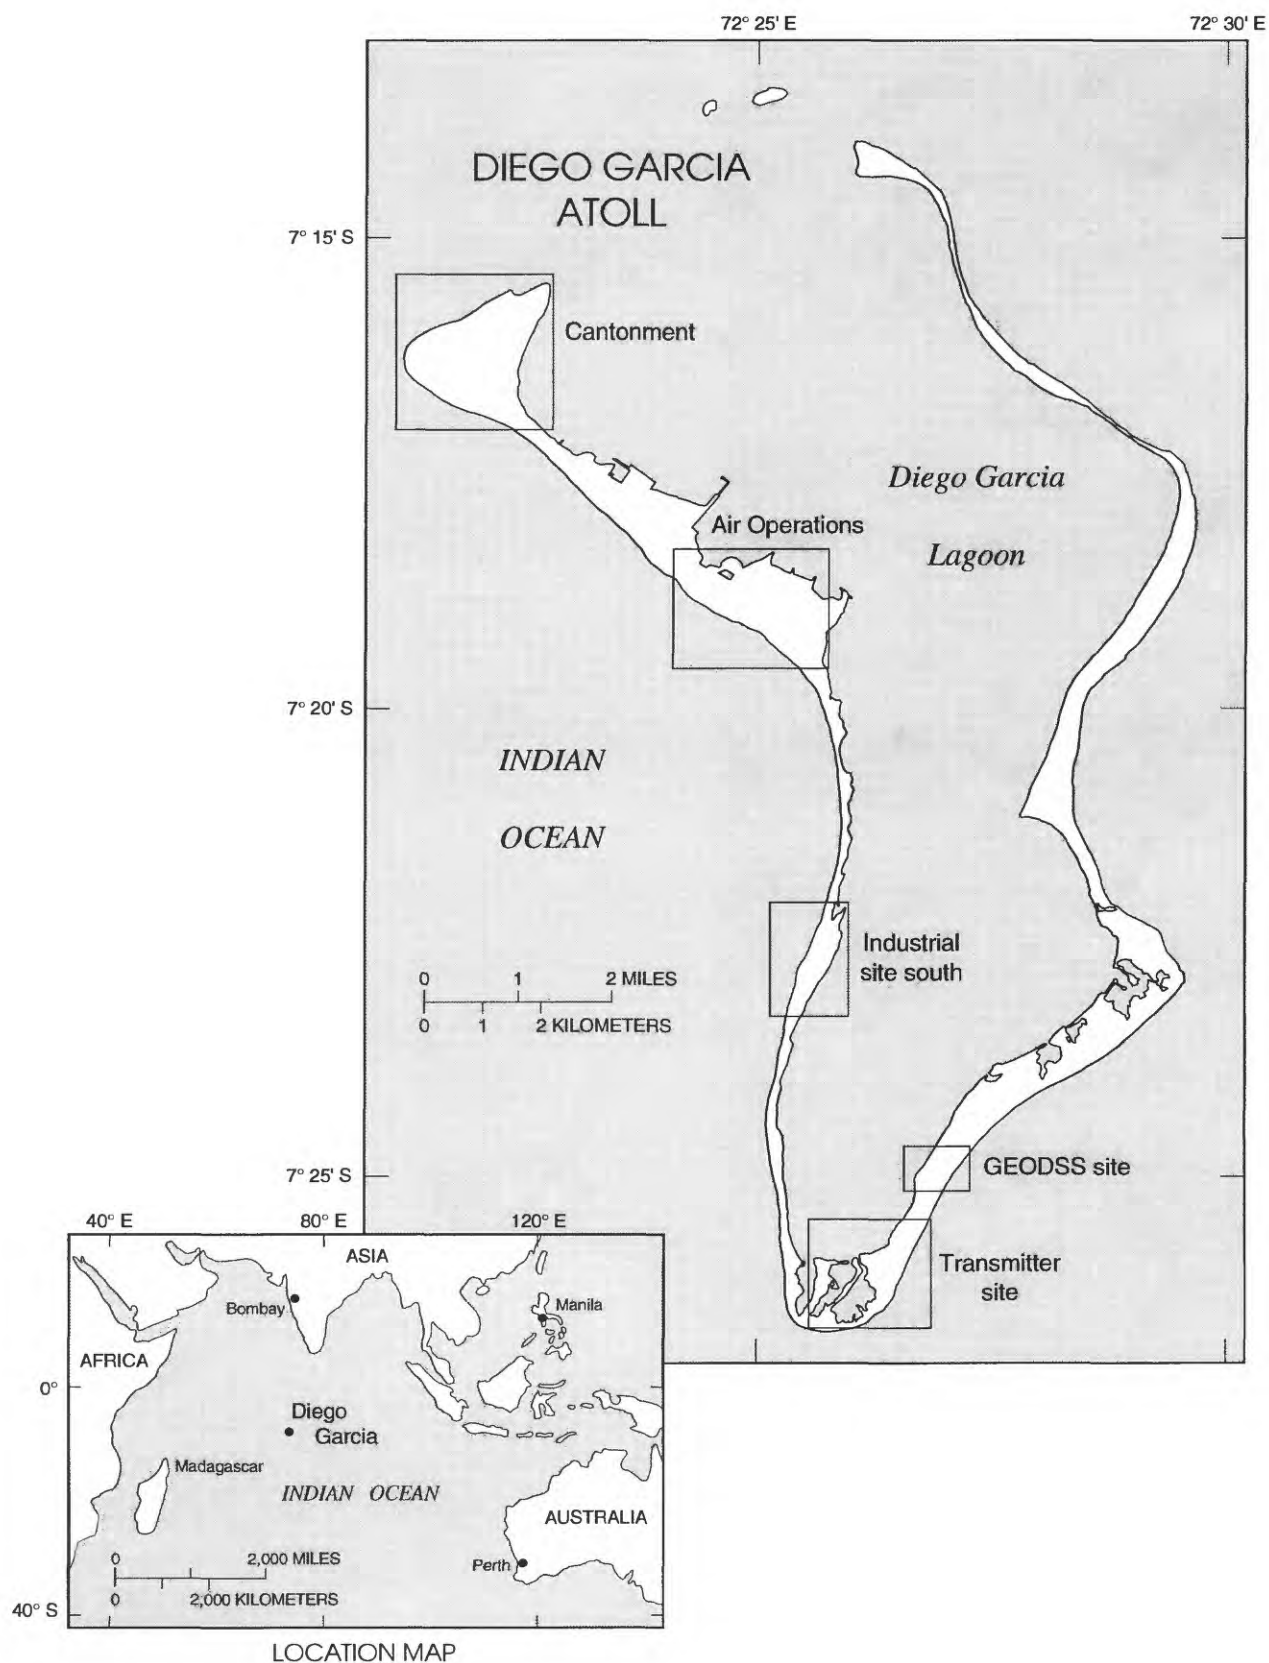 72° 25' E
72° 30' E
DIEGO GARCIA
ATOLL
7° 15' S
Cantonment
Diego Garcia
Lagoon
Air Operations
7° 20' S
INDIAN
OCEAN
Industrial
site south
0 1 2 MILES
0 1 2 KILOMETERS
7° 25' S
GEODSS site
Transmitter
site
40° E
80° E
120° E
ASIA
Bombay
Manila
AFRICA
0°
Diego
Garcia
Madagascar
INDIAN OCEAN
AUSTRALIA
Perth
0 2,000 MILES
0 2,000 KILOMETERS
40° S
LOCATION MAP